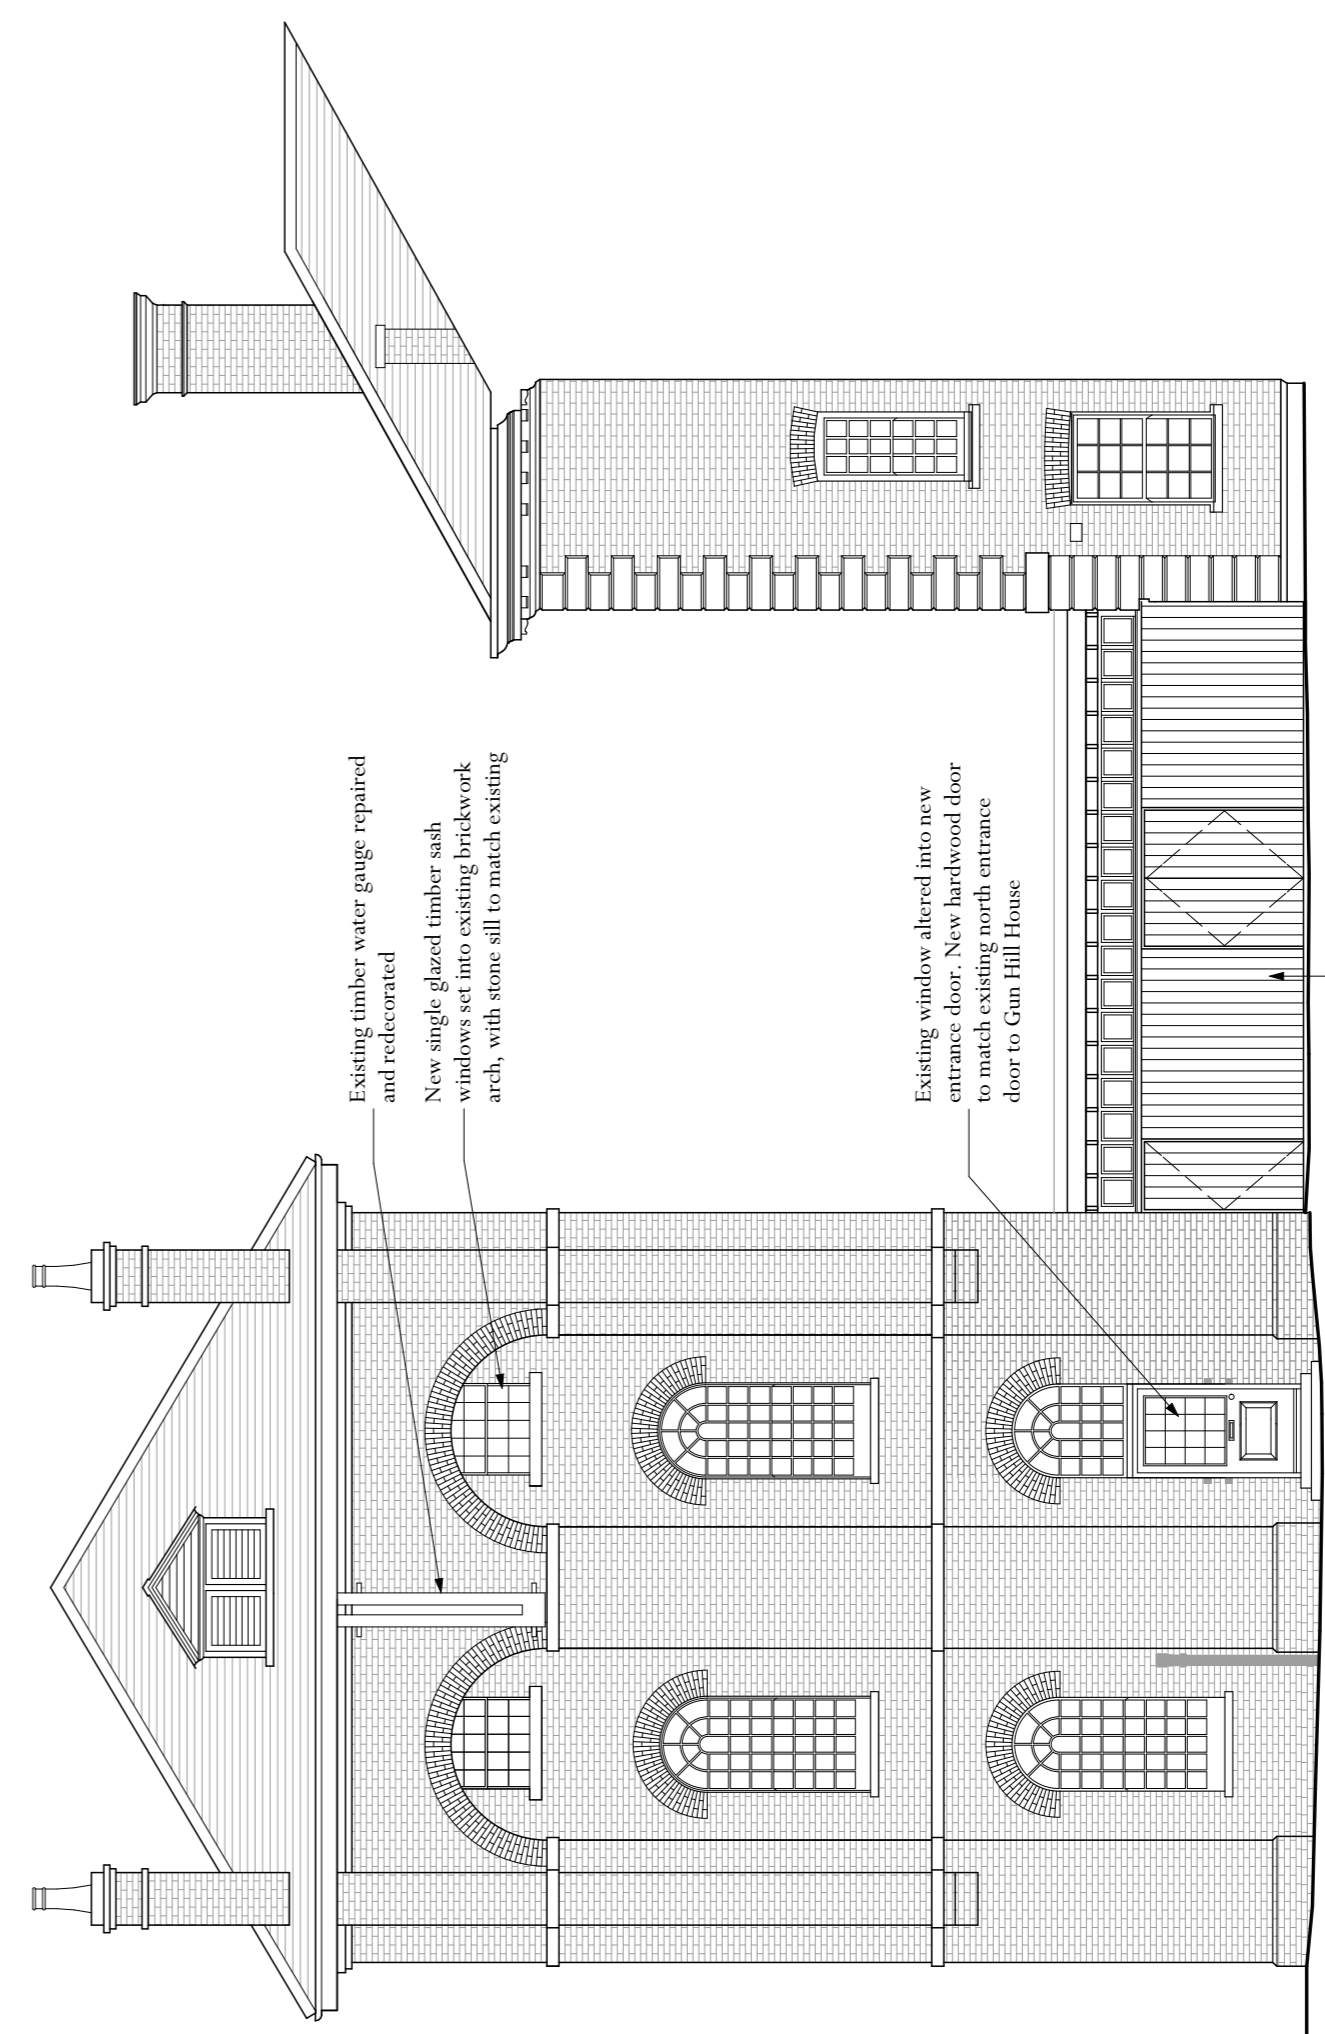 Existing timber water gauge repaired
and redecorated
New single glazed timber sash
windows set into existing brickwork
arch, with stone sill to match existing
Existing window altered into new
entrance door. New hardwood door
to match existing north entrance
door to Gun Hill House